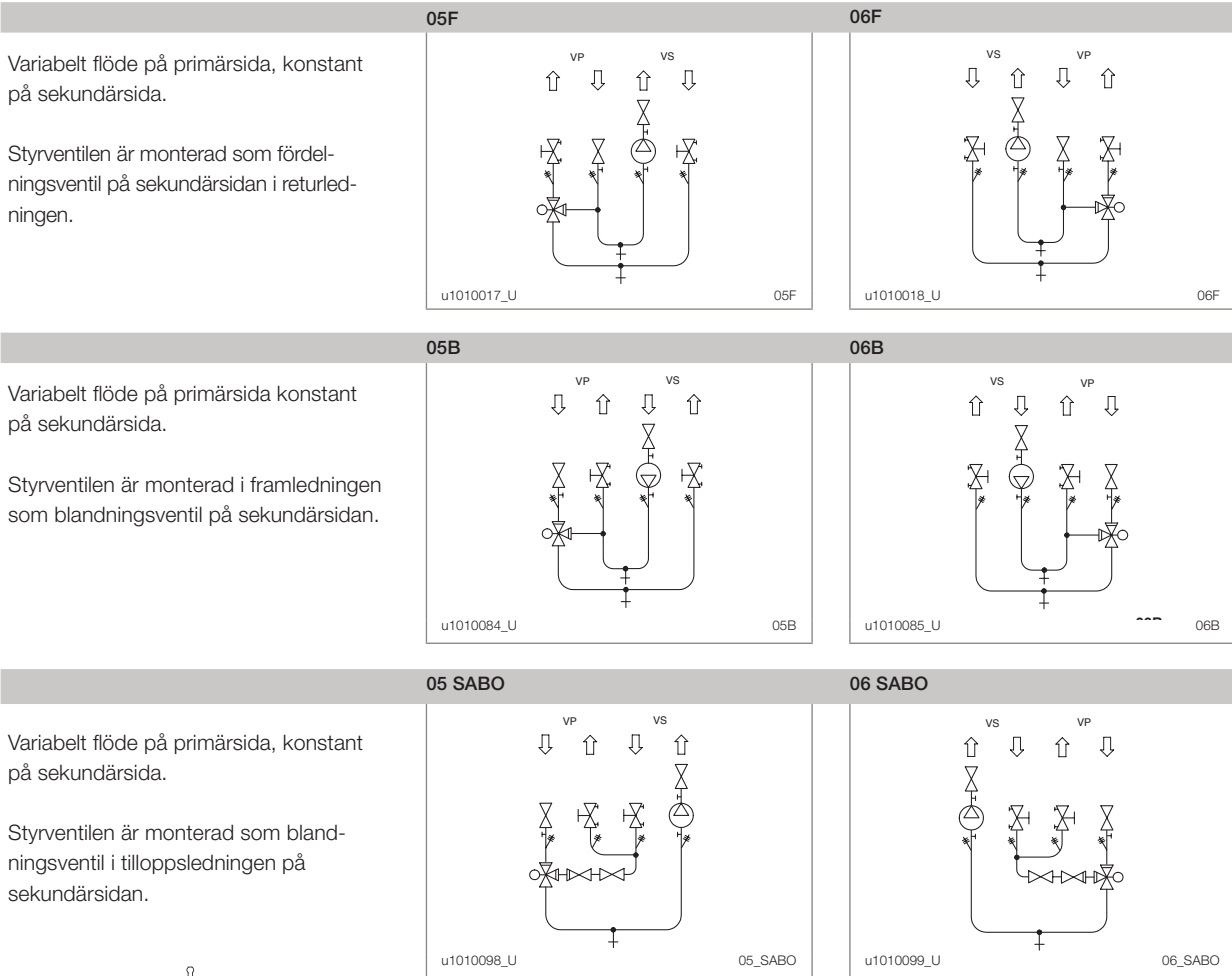 05F
06F
Variabelt flöde på primärsida, konstant
på sekundärsida.
Styrventilen är monterad som fördel-
ningsventil på sekundärsidan i returled-
ningen.
VP
VS
u1010017_U
05F
VS
VP
u1010018_U
06F
05B
06B
Variabelt flöde på primärsida konstant
på sekundärsida.
Styrventilen är monterad i framledningen
som blandningsventil på sekundärsidan.
VP
VS
u1010084_U
05B
VS
VP
u1010085_U
06B
05 SABO
06 SABO
Variabelt flöde på primärsida, konstant
på sekundärsida.
Styrventilen är monterad som bland-
ningsventil i tilloppsledningen på
sekundärsidan.
VP
VS
u1010098_U
05_SABO
VS
VP
u1010099_U
06_SABO